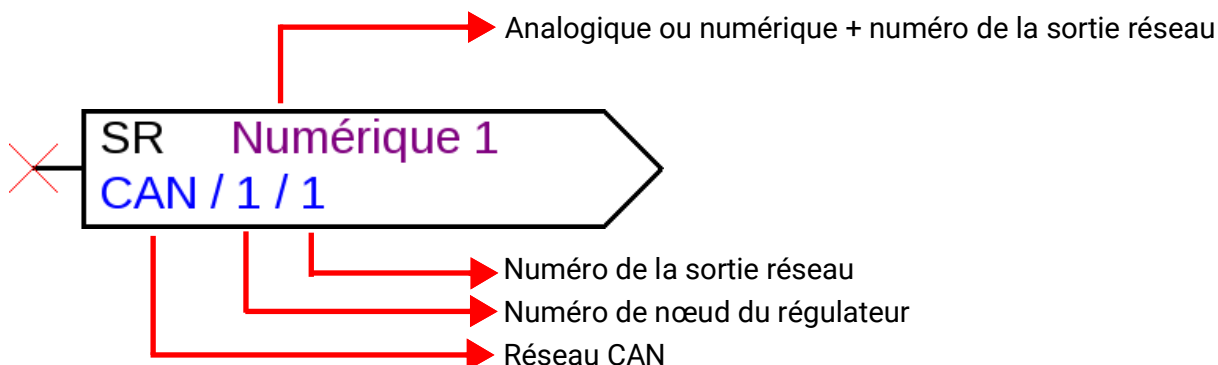 Analogique ou numérique + numéro de la sortie réseau
SR Numérique 1
CAN / 1 / 1
Numéro de la sortie réseau
Numéro de nœud du régulateur
Réseau CAN